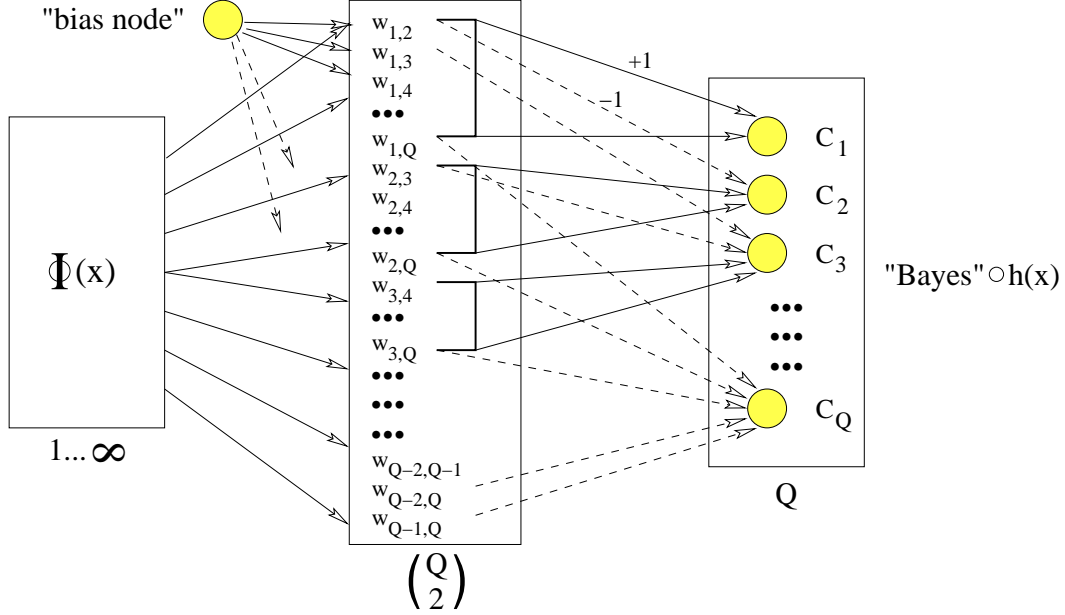 "bias node"
Φ(x)
1...∞
w1,2
w1,3
w1,4
•••
w1,Q
w2,3
w2,4
•••
w2,Q
w3,4
•••
w3,Q
•••
•••
•••
wQ−2,Q−1
wQ−2,Q
wQ−1,Q
(Q
2)
+1
−1
C1
C2
C3
•••
•••
•••
CQ
Q
"Bayes"○h(x)